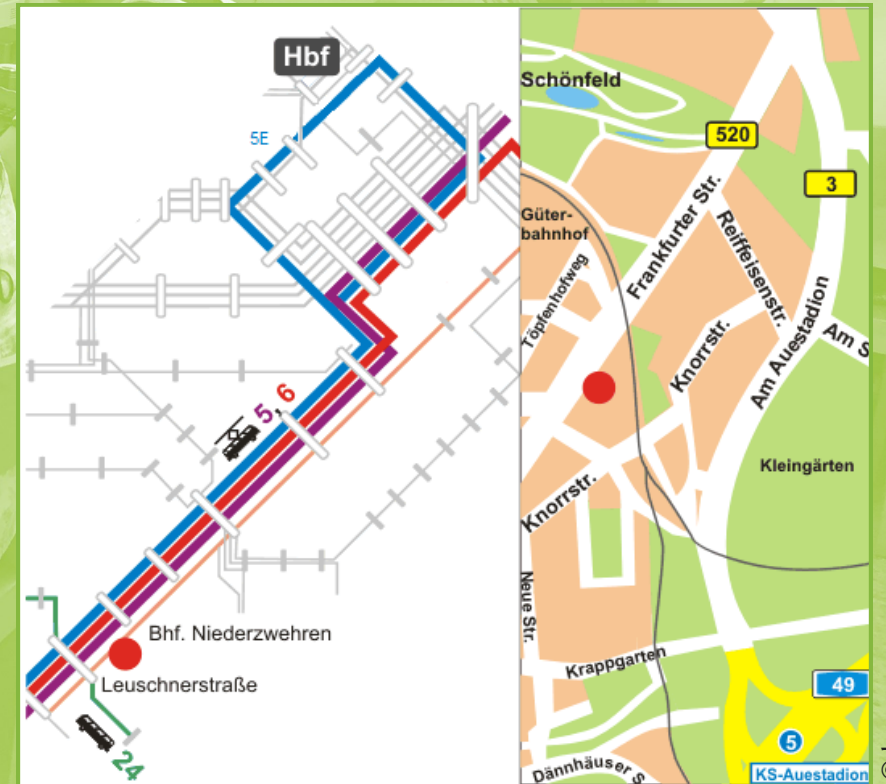 Hbf
5E
5, 6
Bhf. Niederzwehren
Leuschnerstraße
24
Schönfeld
520
3
Güter-
bahnhof
Frankfurter Str.
Reiffeisenstr.
Töpfenhofweg
Knorrstr.
Am Auestadion
Am S
Kleingärten
Knorrstr.
Neue Str.
Krappgarten
49
5
Dännhäuser S
KS-Auestadion